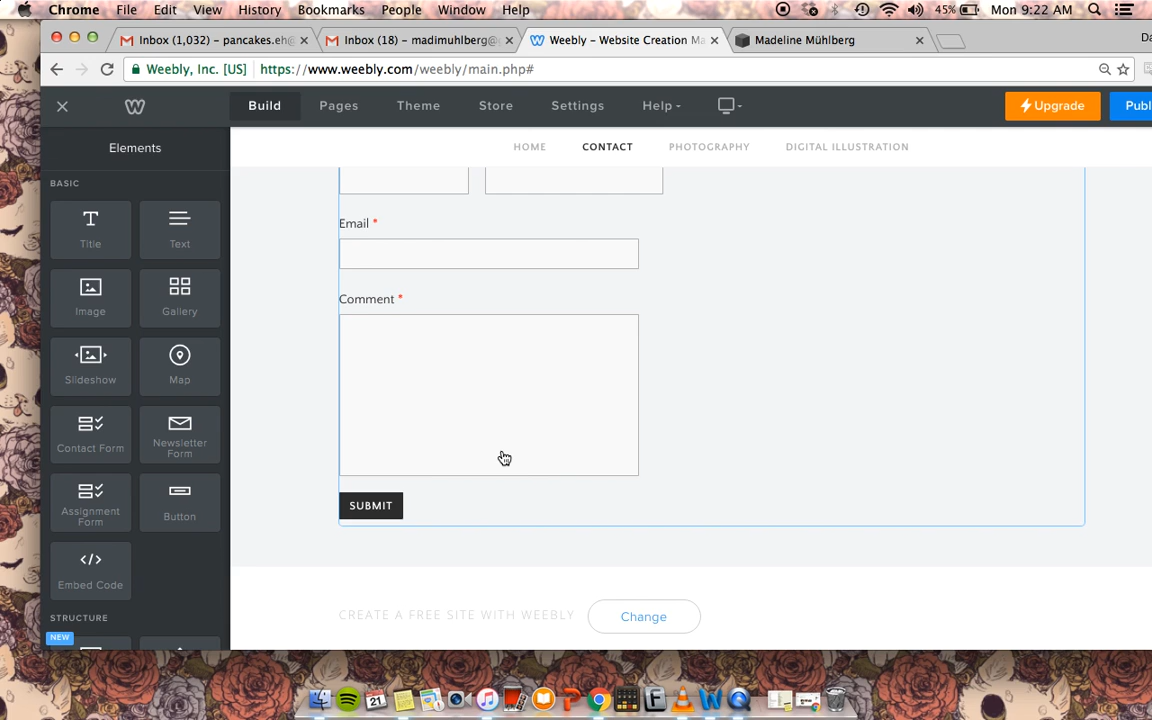 Chrome File Edit View History Bookmarks People Window Help 45% Mon 9:22 AM
Inbox (1,032) - pancakes.eh@ Inbox (18) - madimuhlberg@ Weebly - Website Creation Ma Madeline Mühlberg Da
Weebly, Inc. [US] https://www.weebly.com/weebly/main.php#
Build Pages Theme Store Settings Help Upgrade Publ
Elements
HOME CONTACT PHOTOGRAPHY DIGITAL ILLUSTRATION
BASIC
Title Text
Image Gallery
Slideshow Map
Contact Form Newsletter Form
Assignment Form Button
Embed Code
STRUCTURE
NEW
Email *
Comment *
SUBMIT
CREATE A FREE SITE WITH WEEBLY Change